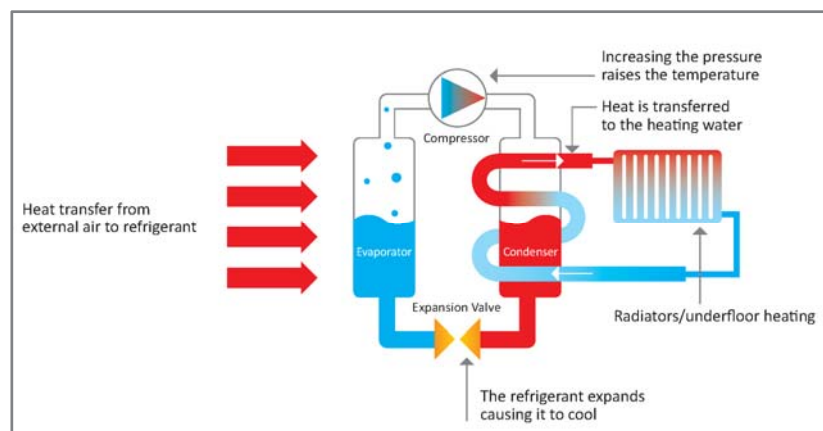 Increasing the pressure
raises the temperature
Heat is transferred
to the heating water
Compressor
Heat transfer from
external air to refrigerant
Evaporator
Condenser
Expansion Valve
Radiators/underfloor heating
The refrigerant expands
causing it to cool